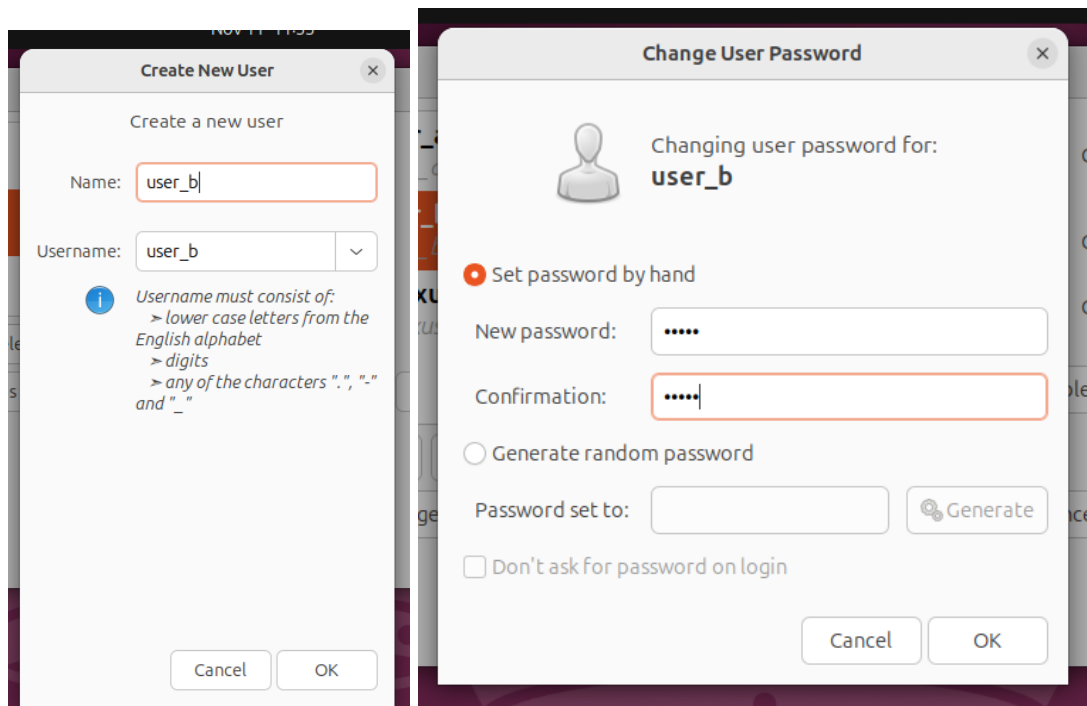 Create New User
Create a new user
Name: user_b
Username: user_b
Username must consist of:
➣ lower case letters from the
English alphabet
➣ digits
➣ any of the characters ".", "-"
and "_"
Cancel OK
Change User Password
Changing user password for:
user_b
Set password by hand
New password: •••••
Confirmation: •••••
Generate random password
Password set to: Generate
Don't ask for password on login
Cancel OK